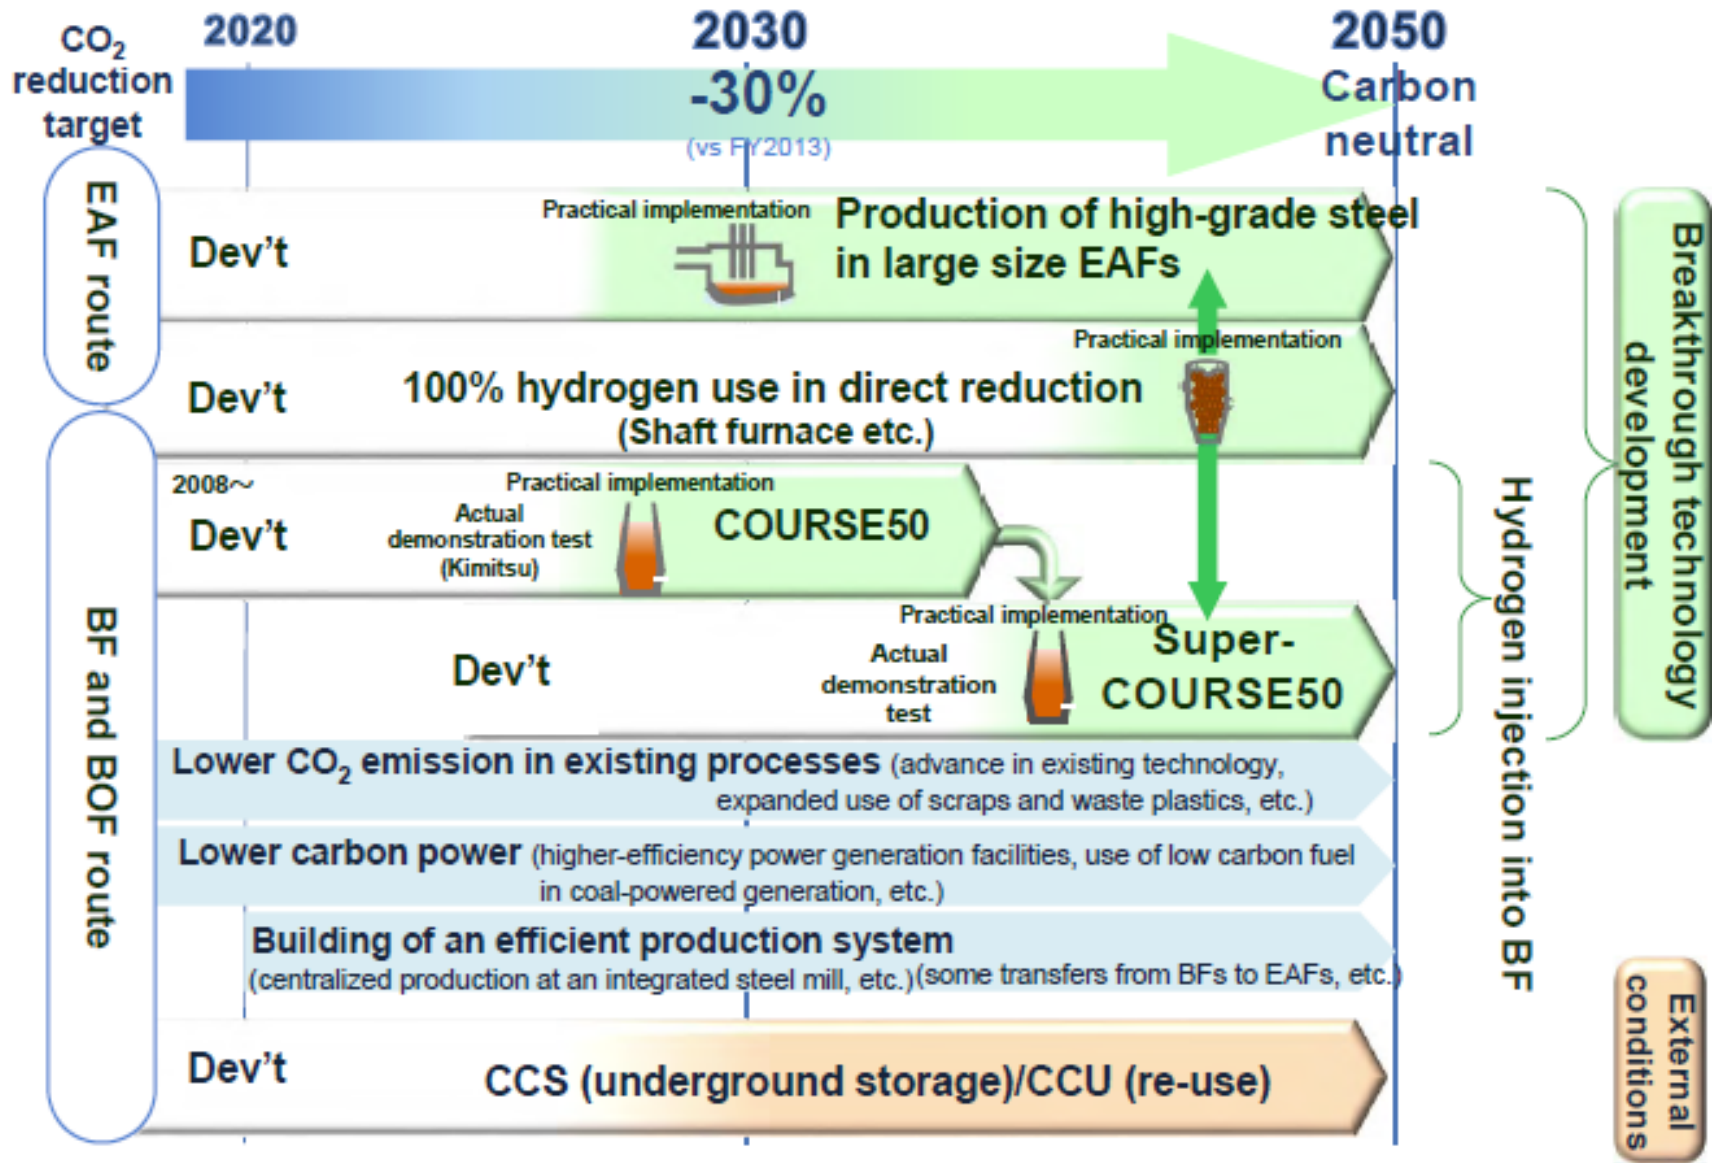 CO2
reduction
target
2020
2030
2050
-30%
(vs FY2013)
Carbon
neutral
EAF route
Dev't
Practical implementation
Production of high-grade steel
in large size EAFs
Dev't
100% hydrogen use in direct reduction
(Shaft furnace etc.)
Practical implementation
BF and BOF route
2008～
Dev't
Practical implementation
Actual
demonstration test
(Kimitsu)
COURSE50
Dev't
Practical implementation
Actual
demonstration
test
Super-
COURSE50
Lower CO2 emission in existing processes (advance in existing technology,
expanded use of scraps and waste plastics, etc.)
Lower carbon power (higher-efficiency power generation facilities, use of low carbon fuel
in coal-powered generation, etc.)
Building of an efficient production system
(centralized production at an integrated steel mill, etc.) (some transfers from BFs to EAFs, etc.)
Dev't
CCS (underground storage)/CCU (re-use)
Hydrogen injection into BF
Breakthrough technology
development
External
conditions